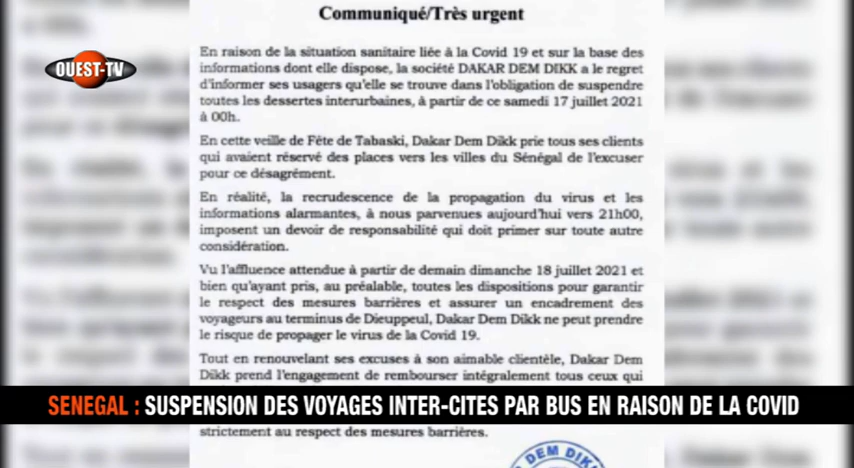 Communiqué/Très urgent
OUEST-TV
En raison de la situation sanitaire liée à la Covid 19 et sur la base des
informations dont elle dispose, la société DAKAR DEM DIKK a le regret
d'informer ses usagers qu'elle se trouve dans l'obligation de suspendre
toutes les dessertes interurbaines, à partir de ce samedi 17 juillet 2021
à 00h.
En cette veille de Fête de Tabaski, Dakar Dem Dikk prie tous ses clients
qui avaient réservé des places vers les villes du Sénégal de l'excuser
pour ce désagrément.
En réalité, la recrudescence de la propagation du virus et les
informations alarmantes, à nous parvenues aujourd'hui vers 21h00,
imposent un devoir de responsabilité qui doit primer sur toute autre
considération.
Vu l'affluence attendue à partir de demain dimanche 18 juillet 2021 et
bien qu'ayant pris, au préalable, toutes les dispositions pour garantir
le respect des mesures barrières et assurer un encadrement des
voyageurs au terminus de Dieuppeul, Dakar Dem Dikk ne peut prendre
le risque de propager le virus de la Covid 19.
Tout en renouvelant ses excuses à son aimable clientèle, Dakar Dem
Dikk prend l'engagement de rembourser intégralement tous ceux qui
SENEGAL : SUSPENSION DES VOYAGES INTER-CITES PAR BUS EN RAISON DE LA COVID
strictement au respect des mesures barrières.
DEM DIKK